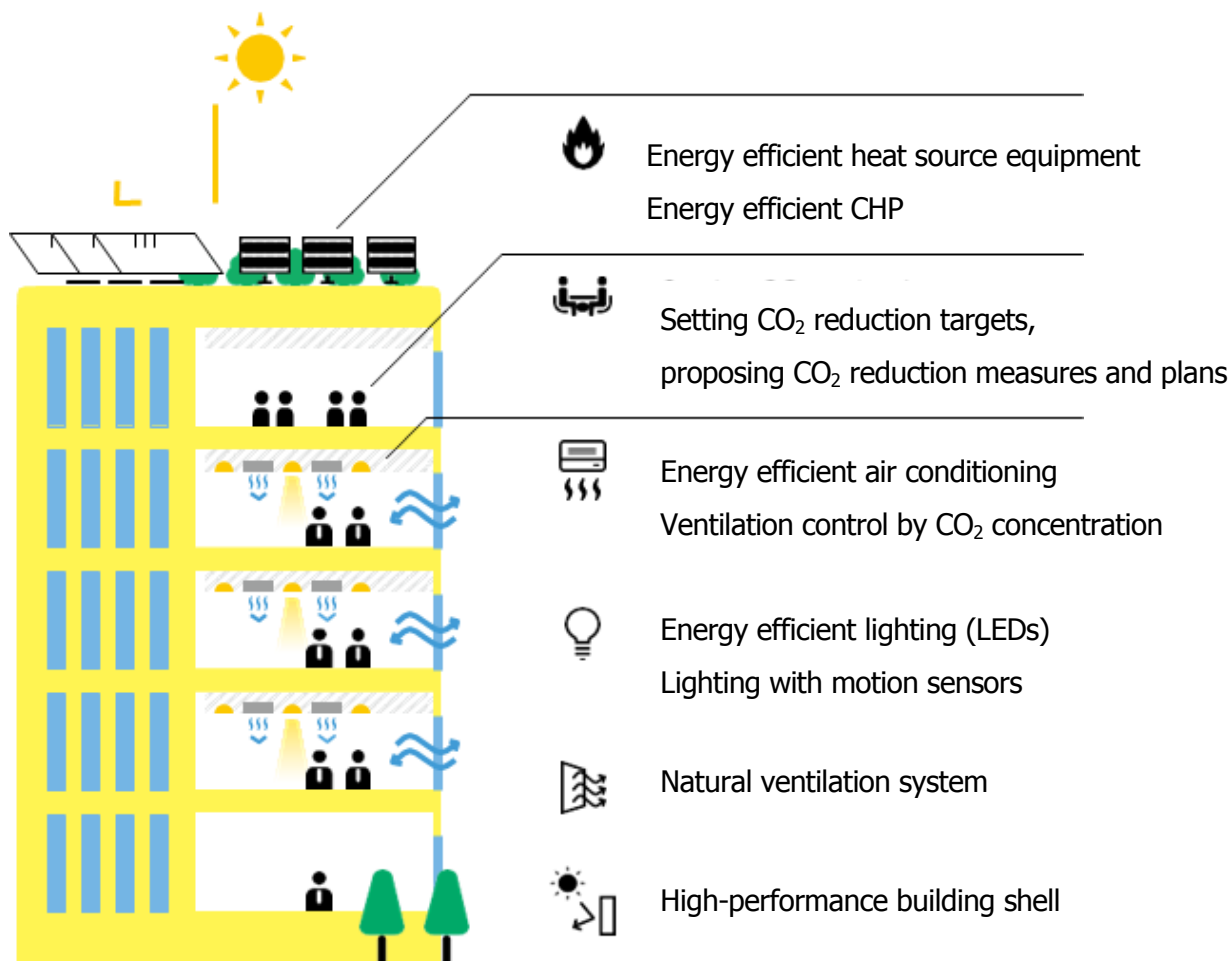 Energy efficient heat source equipment
Energy efficient CHP
Setting CO₂ reduction targets,
proposing CO₂ reduction measures and plans
Energy efficient air conditioning
Ventilation control by CO₂ concentration
Energy efficient lighting (LEDs)
Lighting with motion sensors
Natural ventilation system
High-performance building shell